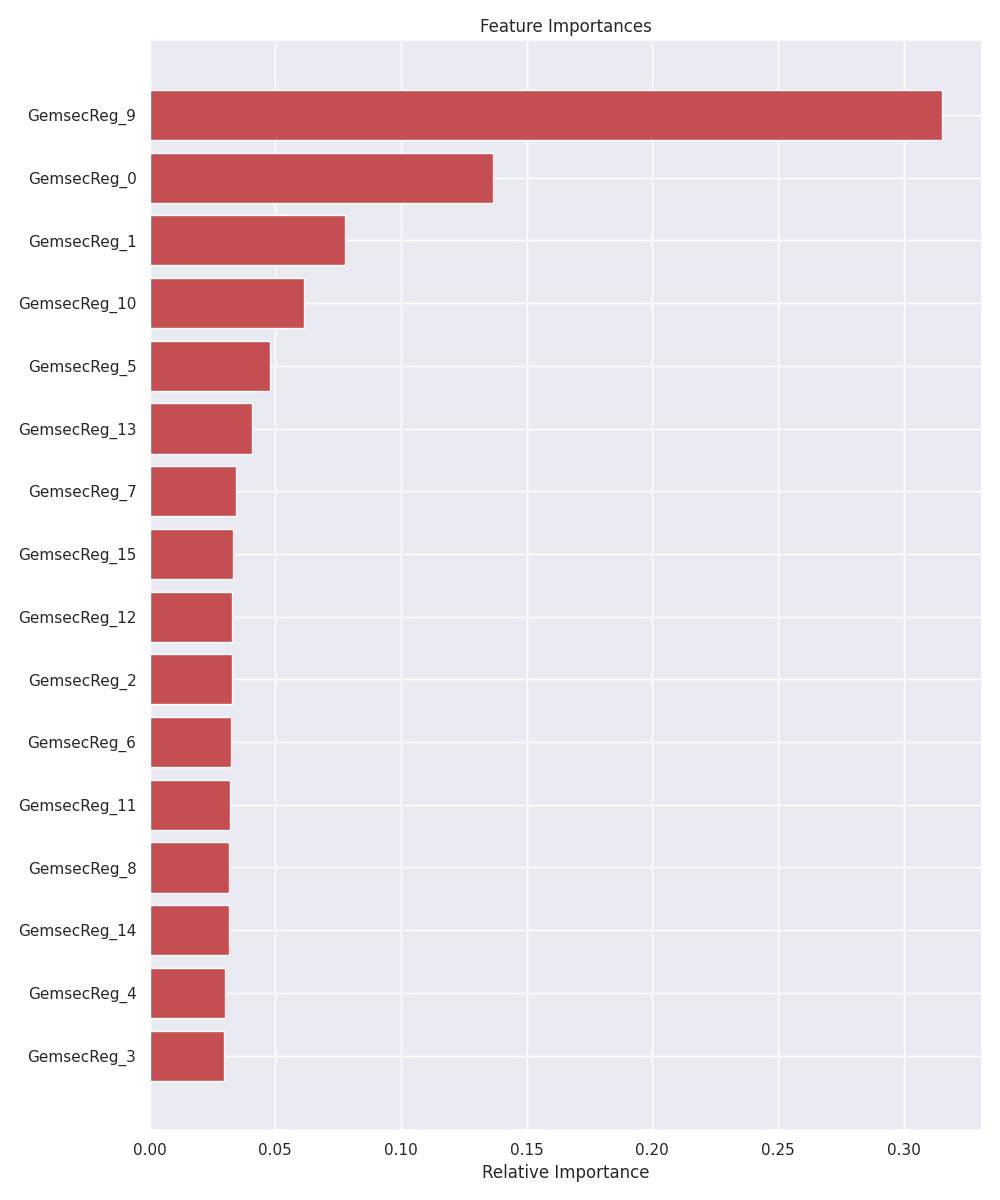 Feature Importances
GemsecReg_9
GemsecReg_0
GemsecReg_1
GemsecReg_10
GemsecReg_5
GemsecReg_13
GemsecReg_7
GemsecReg_15
GemsecReg_12
GemsecReg_2
GemsecReg_6
GemsecReg_11
GemsecReg_8
GemsecReg_14
GemsecReg_4
GemsecReg_3
0.00 0.05 0.10 0.15 0.20 0.25 0.30
Relative Importance